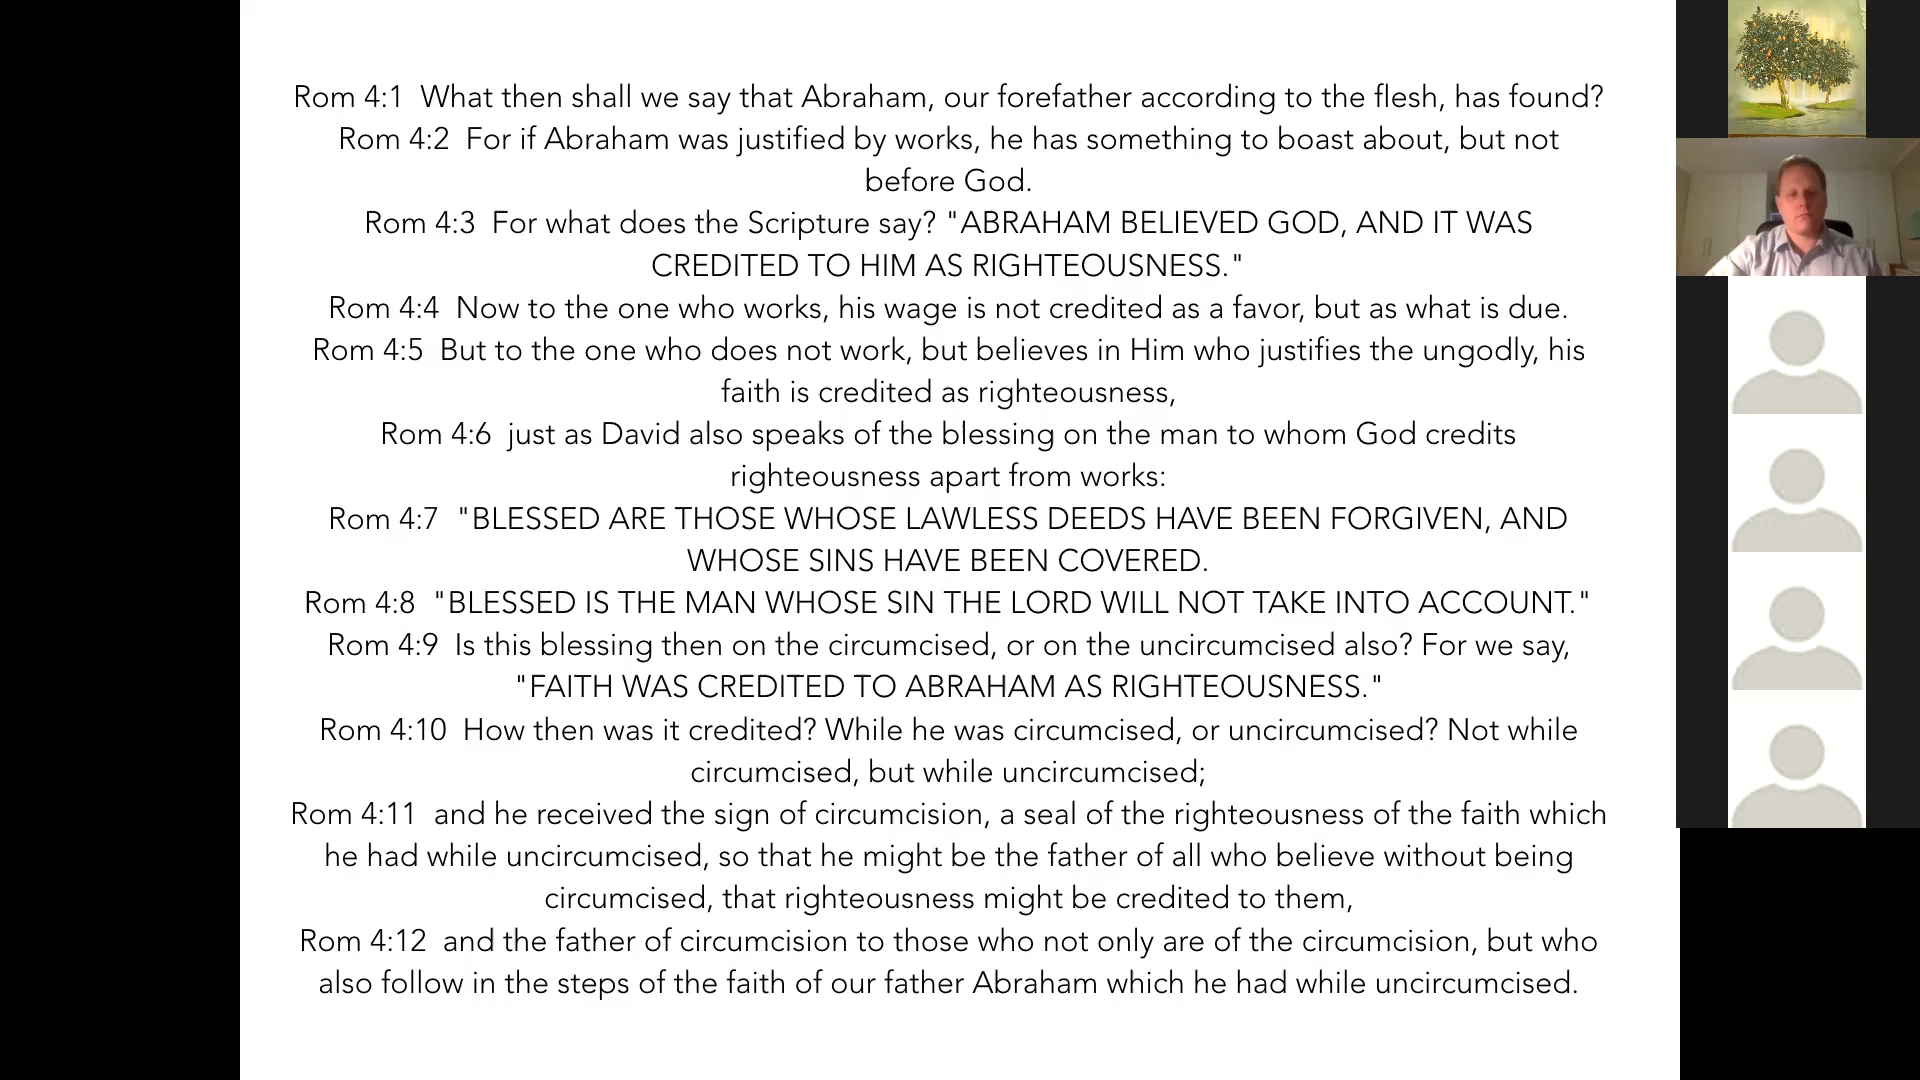 Rom 4:1  What then shall we say that Abraham, our forefather according to the flesh, has found?
Rom 4:2  For if Abraham was justified by works, he has something to boast about, but not
before God.
Rom 4:3  For what does the Scripture say? "ABRAHAM BELIEVED GOD, AND IT WAS
CREDITED TO HIM AS RIGHTEOUSNESS."
Rom 4:4  Now to the one who works, his wage is not credited as a favor, but as what is due.
Rom 4:5  But to the one who does not work, but believes in Him who justifies the ungodly, his
faith is credited as righteousness,
Rom 4:6  just as David also speaks of the blessing on the man to whom God credits
righteousness apart from works:
Rom 4:7  "BLESSED ARE THOSE WHOSE LAWLESS DEEDS HAVE BEEN FORGIVEN, AND
WHOSE SINS HAVE BEEN COVERED.
Rom 4:8  "BLESSED IS THE MAN WHOSE SIN THE LORD WILL NOT TAKE INTO ACCOUNT."
Rom 4:9  Is this blessing then on the circumcised, or on the uncircumcised also? For we say,
"FAITH WAS CREDITED TO ABRAHAM AS RIGHTEOUSNESS."
Rom 4:10  How then was it credited? While he was circumcised, or uncircumcised? Not while
circumcised, but while uncircumcised;
Rom 4:11  and he received the sign of circumcision, a seal of the righteousness of the faith which
he had while uncircumcised, so that he might be the father of all who believe without being
circumcised, that righteousness might be credited to them,
Rom 4:12  and the father of circumcision to those who not only are of the circumcision, but who
also follow in the steps of the faith of our father Abraham which he had while uncircumcised.